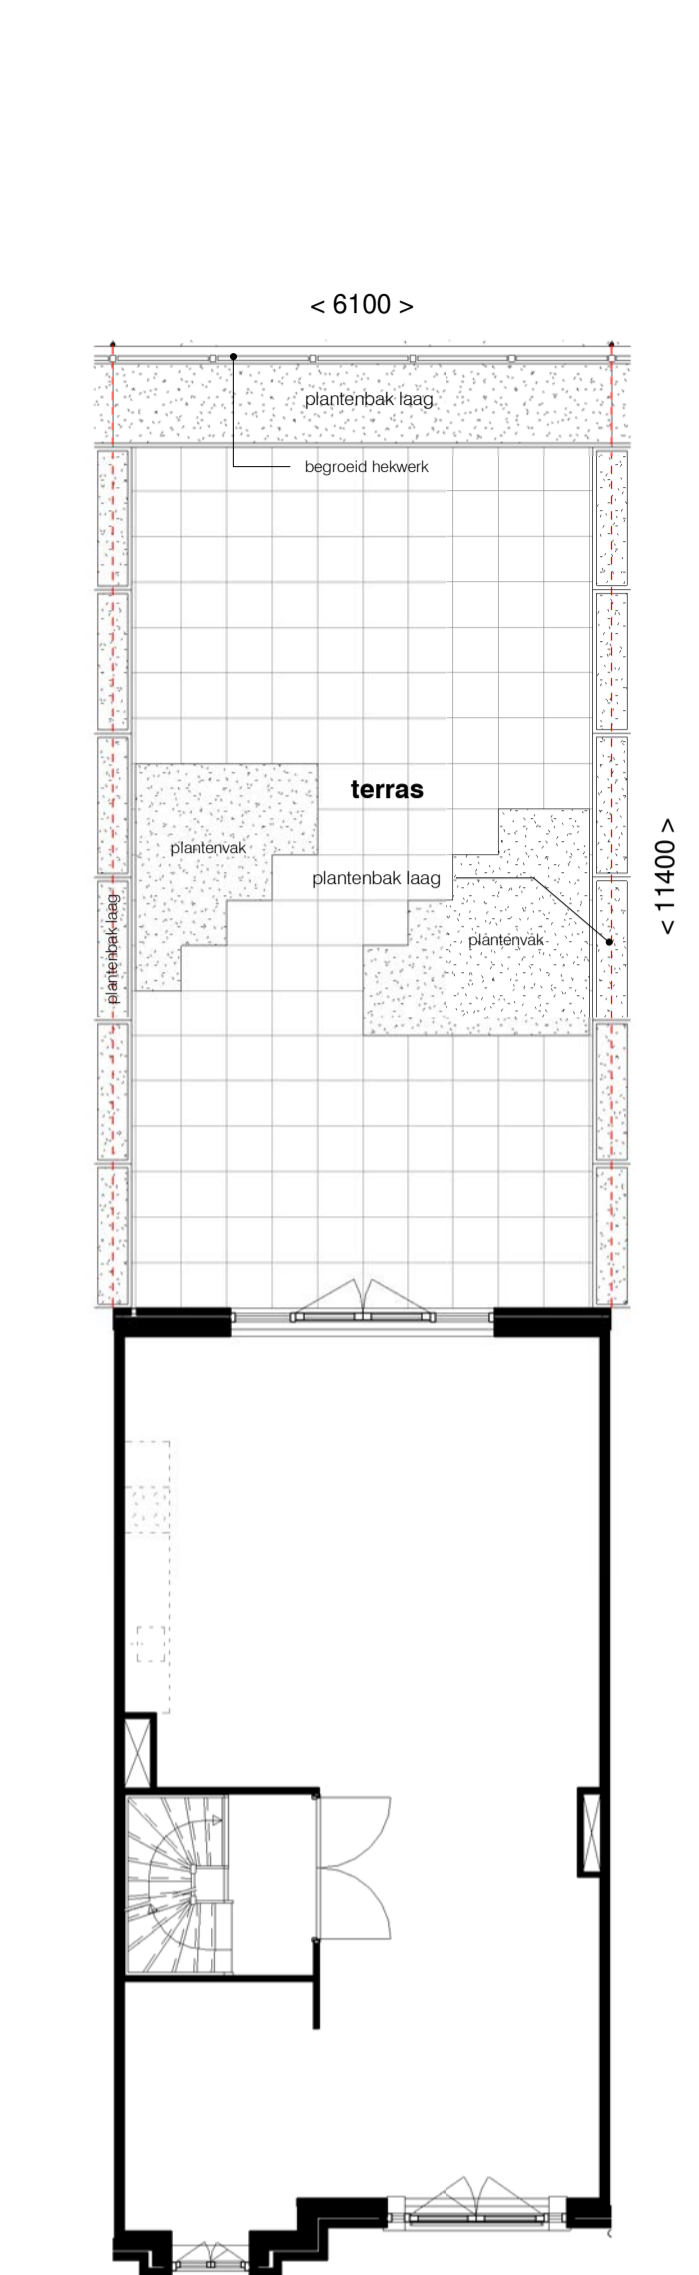 < 6100 >
plantenbak laag
begroeid hekwerk
terras
plantenvak
plantenbak laag
< 11400 >
plantenbak laag
plantenvak